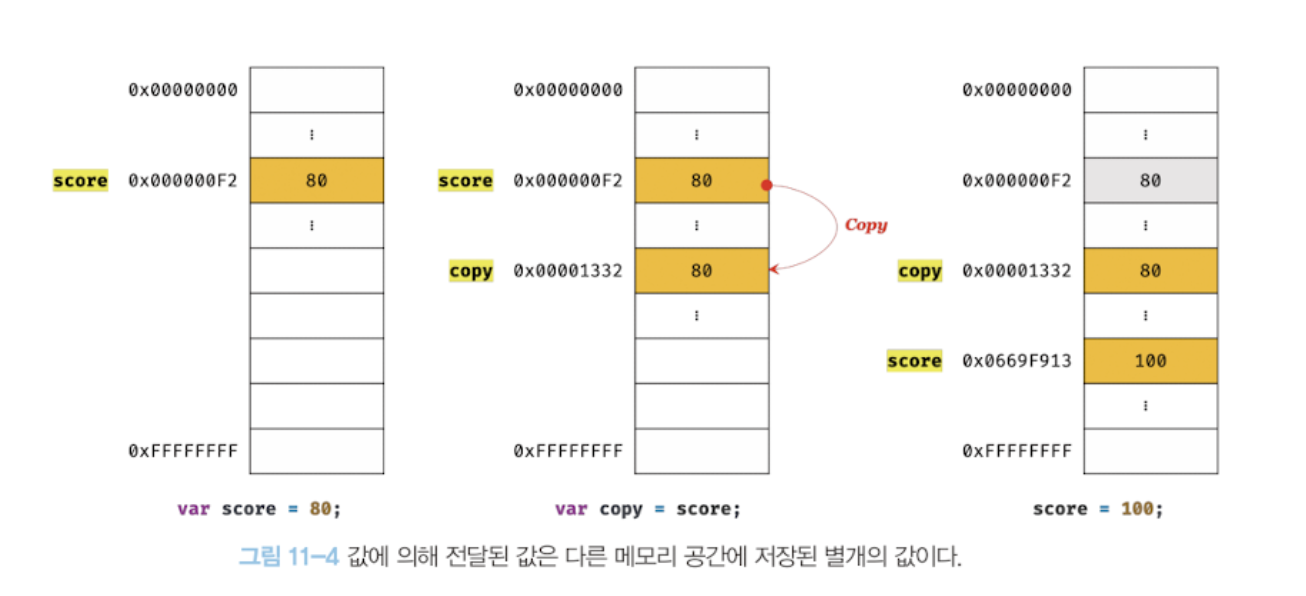 0x00000000
⋮
score 0x000000F2 80
⋮
0xFFFFFFFF
var score = 80;
0x00000000
⋮
score 0x000000F2 80
⋮
Copy
copy 0x00001332 80
⋮
0xFFFFFFFF
var copy = score;
0x00000000
⋮
0x000000F2 80
⋮
copy 0x00001332 80
⋮
score 0x0669F913 100
⋮
0xFFFFFFFF
score = 100;
그림 11-4 값에 의해 전달된 값은 다른 메모리 공간에 저장된 별개의 값이다.